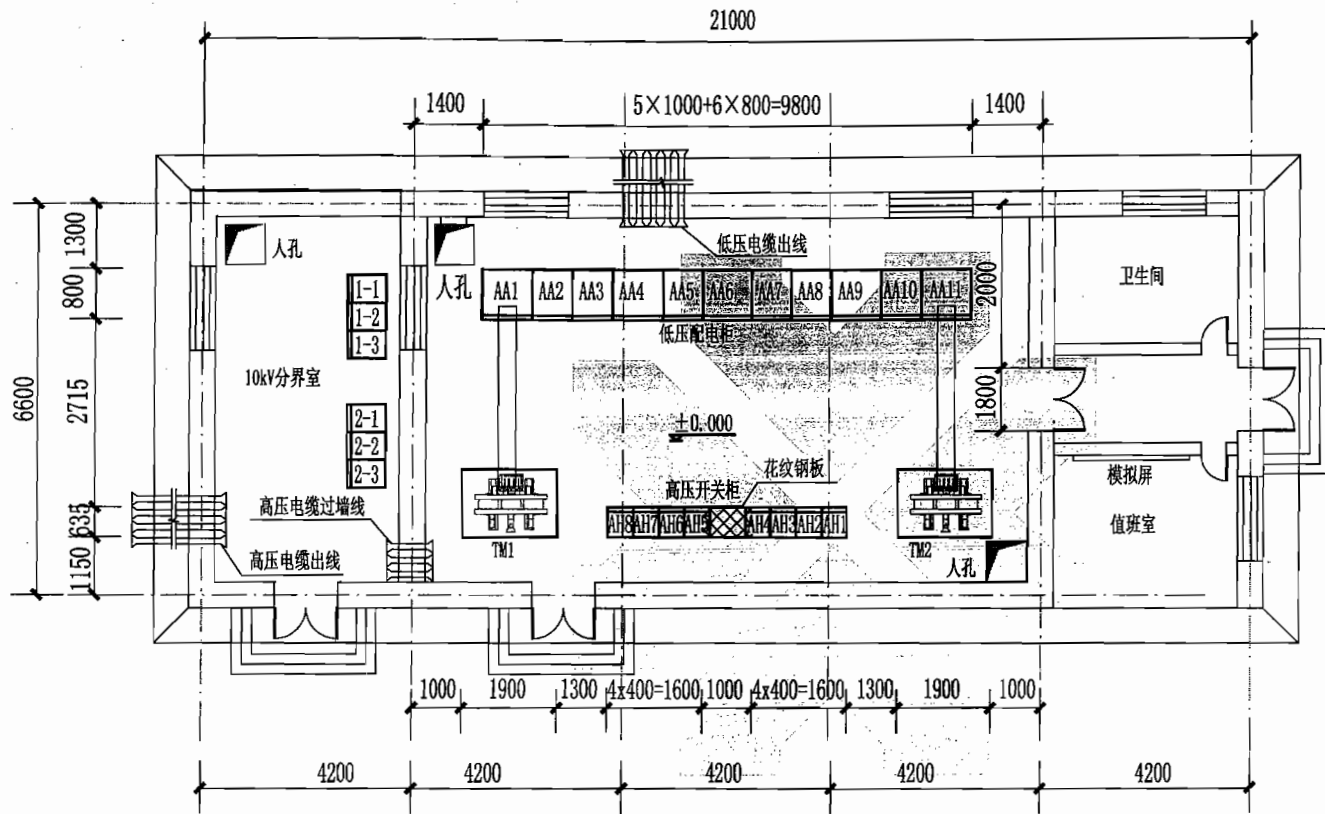 21000
1400
5×1000+6×800=9800
1400
6600
1300
800
2715
635
1150
人孔
人孔
低压电缆出线
AA1 AA2 AA3 AA4 AA5 AA6 AA7 AA8 AA9 AA10 AA11
低压配电柜
2000
1800
卫生间
1-1
1-2
1-3
10kV分界室
2-1
2-2
2-3
±0.000
花纹钢板
高压开关柜
高压电缆过墙线
高压电缆出线
AH8 AH7 AH6 AH5 AH4 AH3 AH2 AH1
TM1
TM2
人孔
模拟屏
值班室
1000 1900 1300 4x400=1600 1000 4x400=1600 1300 1900 1000
4200 4200 4200 4200 4200